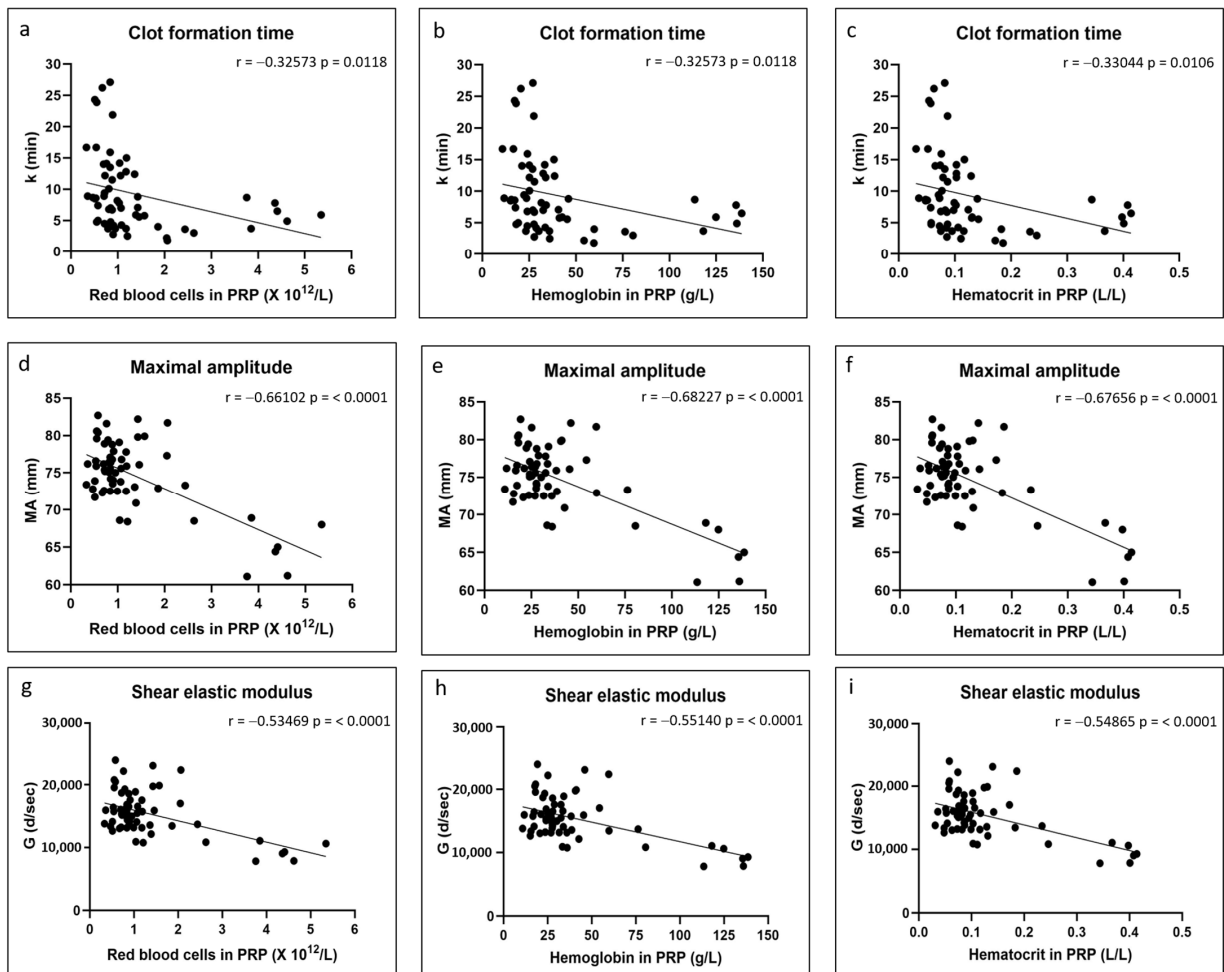 a
Clot formation time
r = −0.32573 p = 0.0118
30
25
20
15
10
5
0
k (min)
0 1 2 3 4 5 6
Red blood cells in PRP (X 10¹²/L)
b
Clot formation time
r = −0.32573 p = 0.0118
30
25
20
15
10
5
0
k (min)
0 25 50 75 100 125 150
Hemoglobin in PRP (g/L)
c
Clot formation time
r = −0.33044 p = 0.0106
30
25
20
15
10
5
0
k (min)
0.0 0.1 0.2 0.3 0.4 0.5
Hematocrit in PRP (L/L)
d
Maximal amplitude
r = −0.66102 p = < 0.0001
85
80
75
70
65
60
MA (mm)
0 1 2 3 4 5 6
Red blood cells in PRP (X 10¹²/L)
e
Maximal amplitude
r = −0.68227 p = < 0.0001
85
80
75
70
65
60
MA (mm)
0 25 50 75 100 125 150
Hemoglobin in PRP (g/L)
f
Maximal amplitude
r = −0.67656 p = < 0.0001
85
80
75
70
65
60
MA (mm)
0.0 0.1 0.2 0.3 0.4 0.5
Hematocrit in PRP (L/L)
g
Shear elastic modulus
r = −0.53469 p = < 0.0001
30,000
20,000
10,000
0
G (d/sec)
0 1 2 3 4 5 6
Red blood cells in PRP (X 10¹²/L)
h
Shear elastic modulus
r = −0.55140 p = < 0.0001
30,000
20,000
10,000
0
G (d/sec)
0 25 50 75 100 125 150
Hemoglobin in PRP (g/L)
i
Shear elastic modulus
r = −0.54865 p = < 0.0001
30,000
20,000
10,000
0
G (d/sec)
0.0 0.1 0.2 0.3 0.4 0.5
Hematocrit in PRP (L/L)